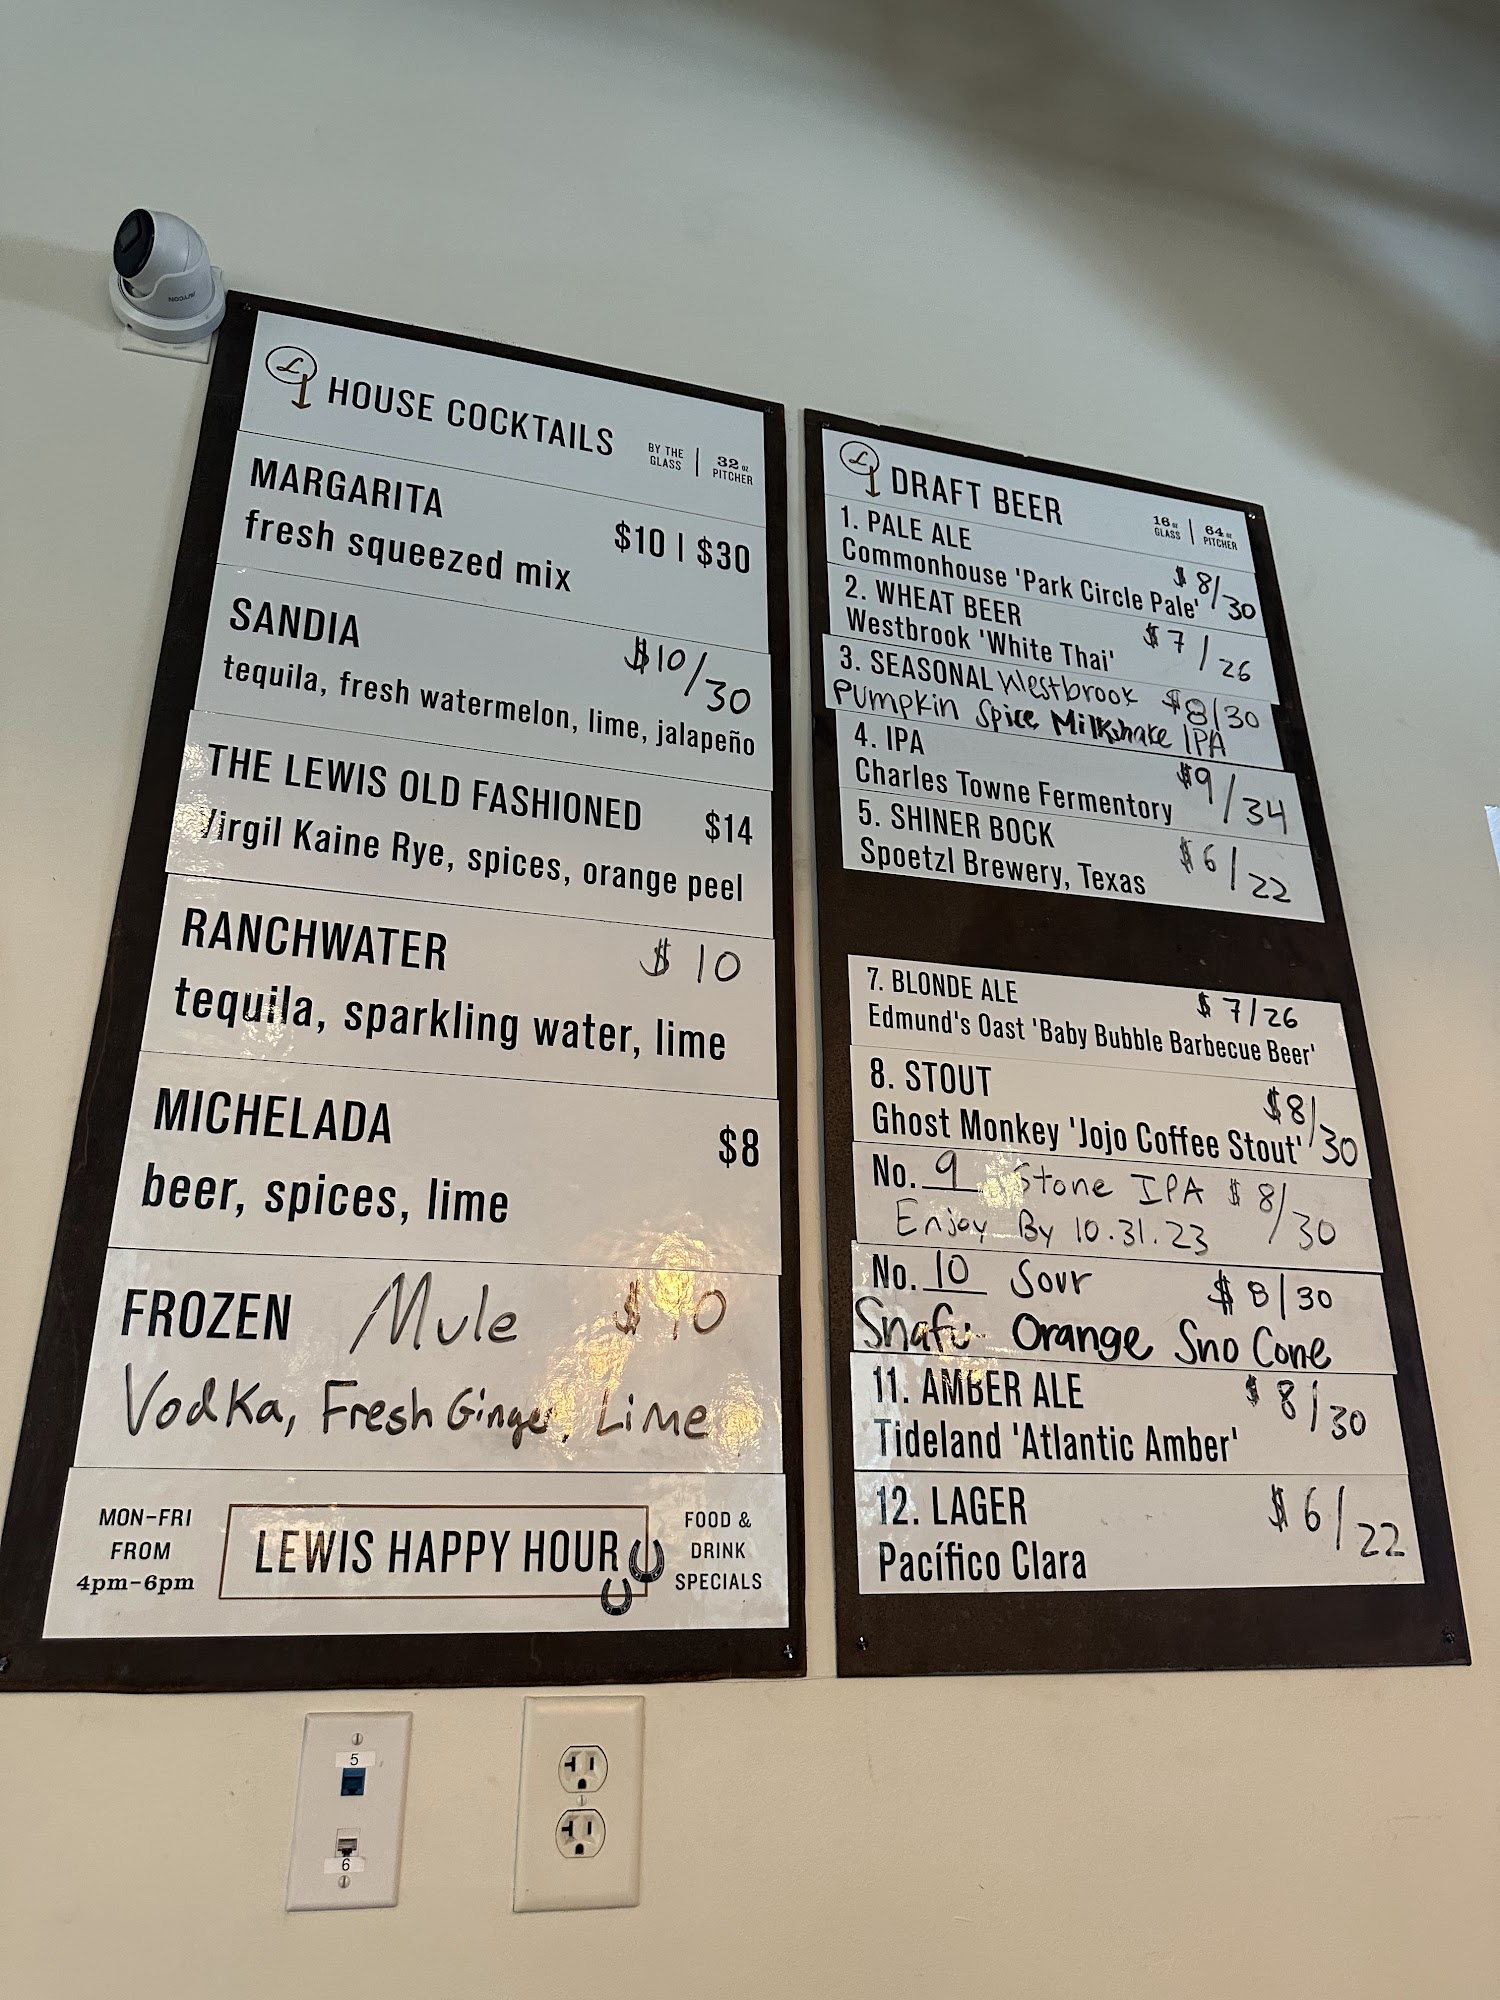 HOUSE COCKTAILS
BY THE GLASS | 32 oz PITCHER
MARGARITA
fresh squeezed mix
$10 | $30
SANDIA
$10/30
tequila, fresh watermelon, lime, jalapeño
THE LEWIS OLD FASHIONED
$14
Virgil Kaine Rye, spices, orange peel
RANCHWATER
$10
tequila, sparkling water, lime
MICHELADA
$8
beer, spices, lime
FROZEN Mule $10
Vodka, Fresh Ginger, Lime
MON-FRI
FROM
4pm-6pm
LEWIS HAPPY HOUR
FOOD &
DRINK
SPECIALS
L DRAFT BEER
16 oz GLASS | 64 oz PITCHER
1. PALE ALE
Commonhouse 'Park Circle Pale'
$8/30
2. WHEAT BEER
Westbrook 'White Thai'
$7/26
3. SEASONAL Westbrook $8/30
Pumpkin Spice Milkshake IPA
4. IPA
Charles Towne Fermentory
$9/34
5. SHINER BOCK
Spoetzl Brewery, Texas
$6/22
7. BLONDE ALE
$7/26
Edmund's Oast 'Baby Bubble Barbecue Beer'
8. STOUT
$8/30
Ghost Monkey 'Jojo Coffee Stout'
No. 9 Stone IPA $8/30
Enjoy By 10.31.23
No. 10 Sour $8/30
Snafu Orange Sno Cone
11. AMBER ALE
$8/30
Tideland 'Atlantic Amber'
12. LAGER
$6/22
Pacífico Clara
5
6